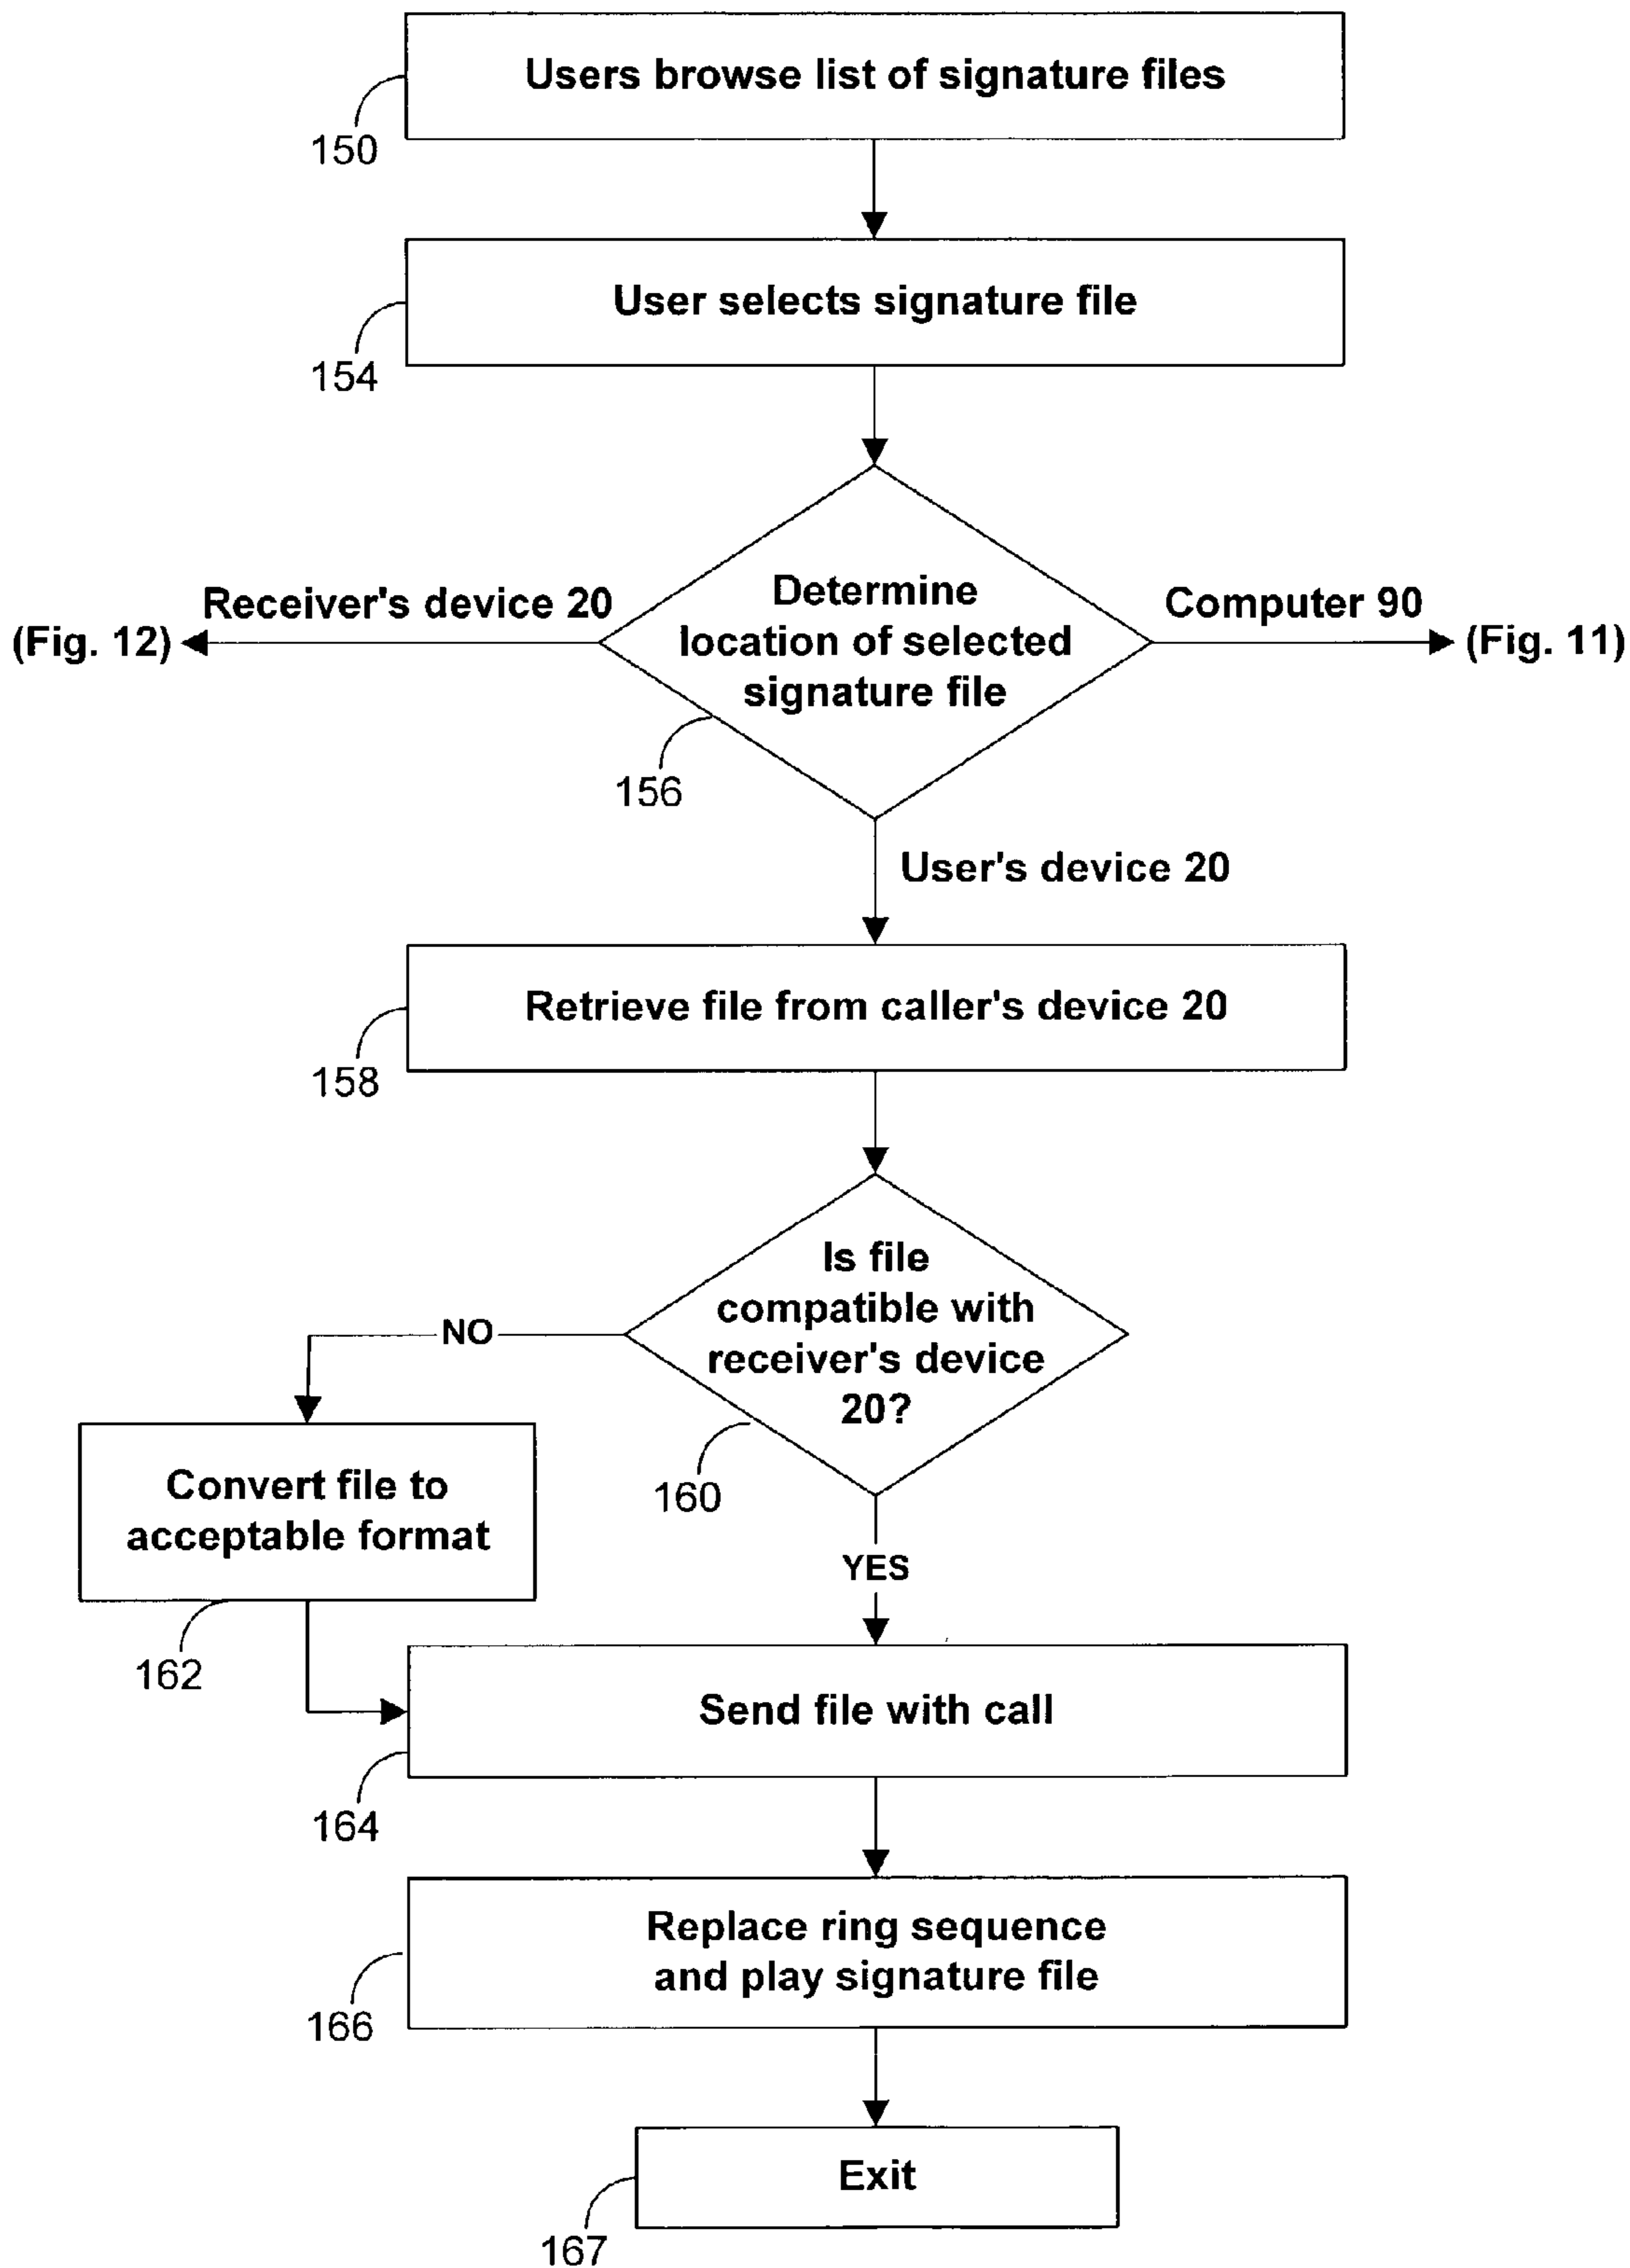 Users browse list of signature files
150
User selects signature file
154
Determine
location of selected
signature file
Receiver's device 20
(Fig. 12)
Computer 90
(Fig. 11)
156
User's device 20
Retrieve file from caller's device 20
158
Is file
compatible with
receiver's device
20?
NO
160
Convert file to
acceptable format
YES
162
Send file with call
164
Replace ring sequence
and play signature file
166
Exit
167